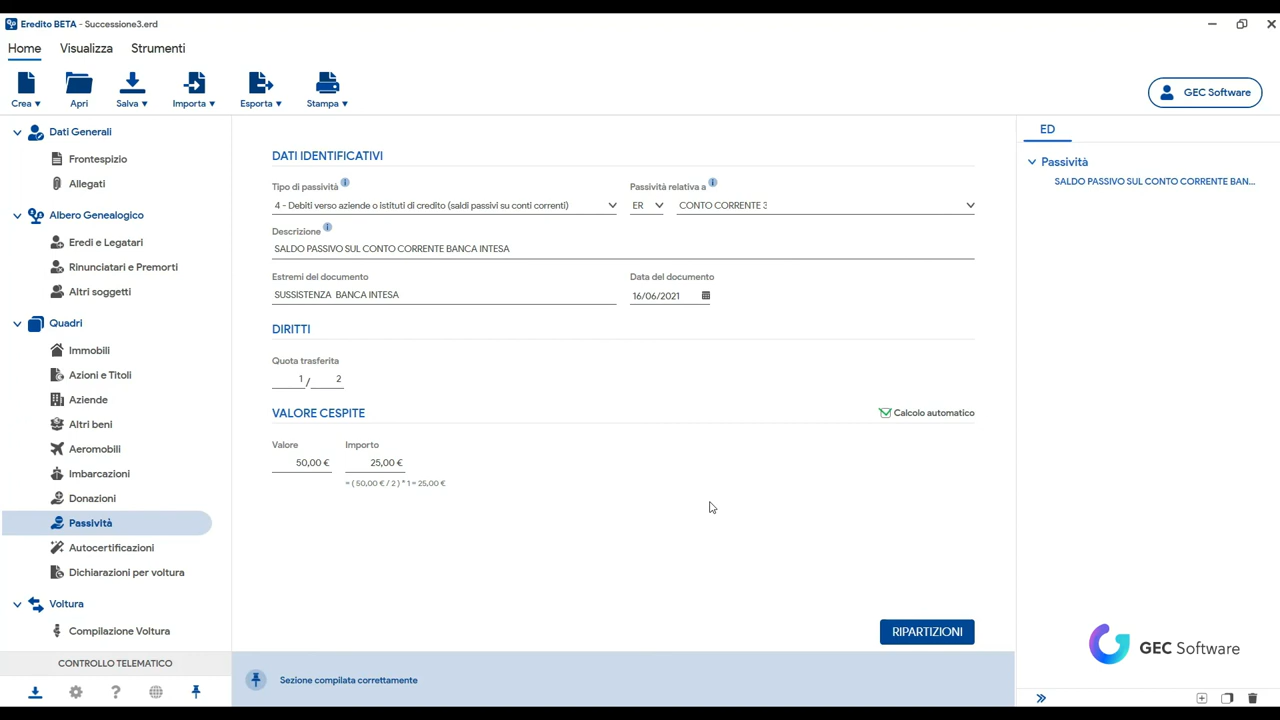 Eredito BETA - Successione3.erd
Home Visualizza Strumenti
Crea Apri Salva Importa Esporta Stampa
GEC Software
Dati Generali
Frontespizio
Allegati
Albero Genealogico
Eredi e Legatari
Rinunciatari e Premorti
Altri soggetti
Quadri
Immobili
Azioni e Titoli
Aziende
Altri beni
Aeromobili
Imbarcazioni
Donazioni
Passività
Autocertificazioni
Dichiarazioni per voltura
Voltura
Compilazione Voltura
CONTROLLO TELEMATICO
DATI IDENTIFICATIVI
Tipo di passività Passività relativa a
4 - Debiti verso aziende o istituti di credito (saldi passivi su conti correnti) ER CONTO CORRENTE 3
Descrizione
SALDO PASSIVO SUL CONTO CORRENTE BANCA INTESA
Estremi del documento Data del documento
SUSSISTENZA BANCA INTESA 16/06/2021
DIRITTI
Quota trasferita
1 / 2
VALORE CESPITE Calcolo automatico
Valore Importo
50,00 € 25,00 €
= ( 50,00 € / 2 ) * 1 = 25,00 €
RIPARTIZIONI
Sezione compilata correttamente
ED
Passività
SALDO PASSIVO SUL CONTO CORRENTE BAN...
GEC Software